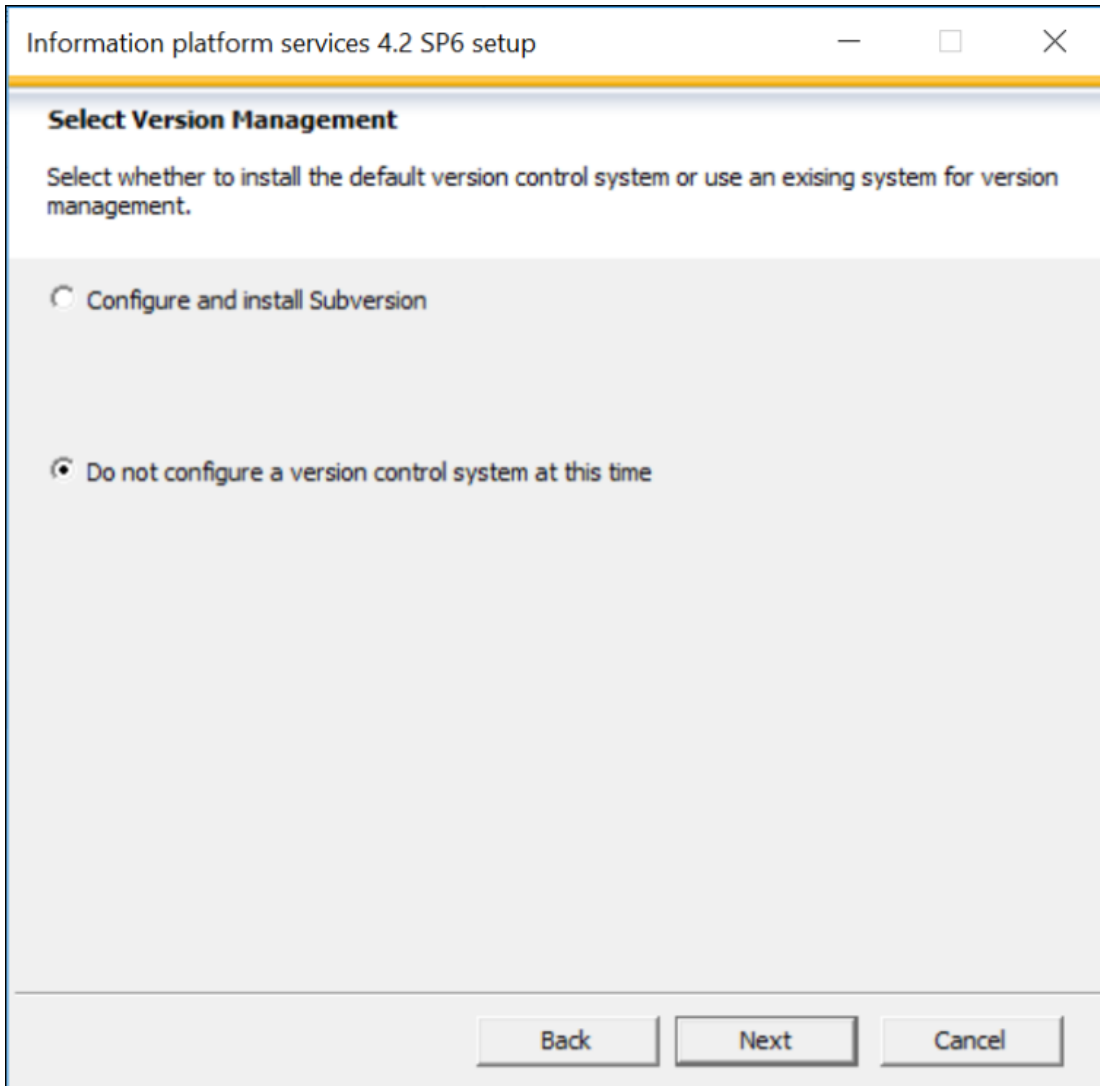 Information platform services 4.2 SP6 setup
Select Version Management
Select whether to install the default version control system or use an exising system for version
management.
Configure and install Subversion
Do not configure a version control system at this time
Back Next Cancel